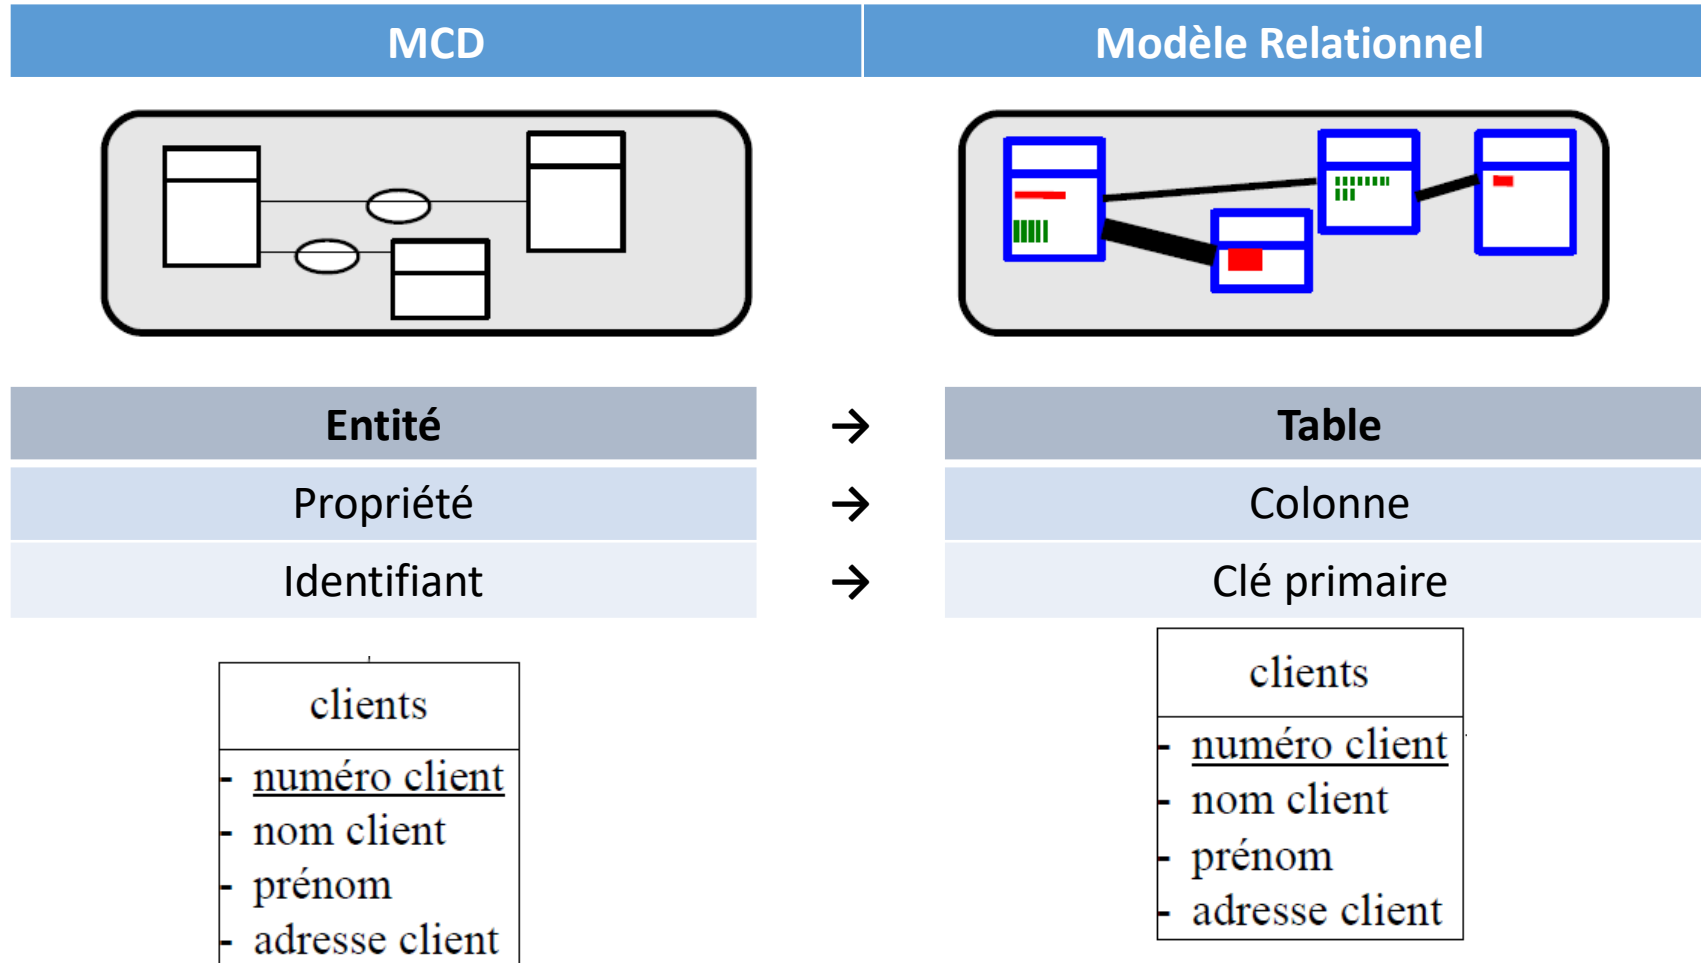 MCD
Modèle Relationnel
Entité → Table
Propriété → Colonne
Identifiant → Clé primaire
clients
- numéro client
- nom client
- prénom
- adresse client
clients
- numéro client
- nom client
- prénom
- adresse client